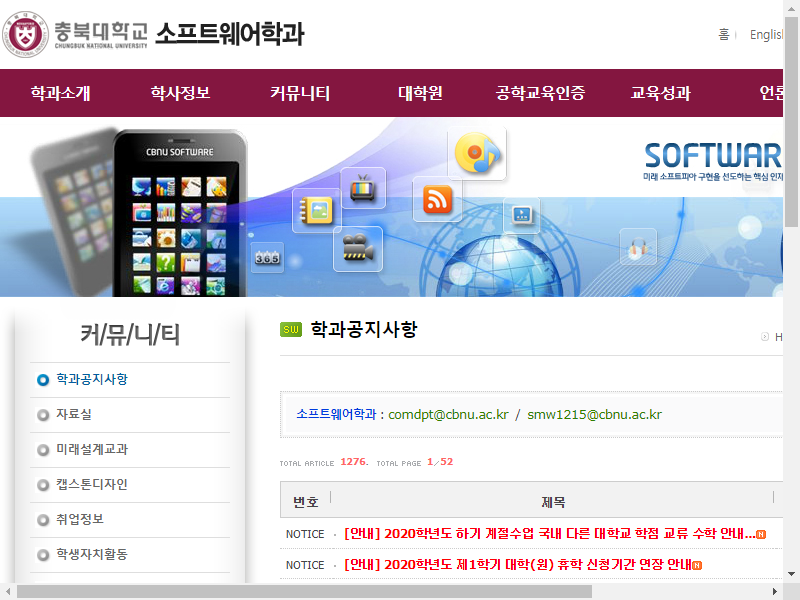 충북대학교 소프트웨어학과
CHUNGBUK NATIONAL UNIVERSITY
홈 | English
학과소개 학사정보 커뮤니티 대학원 공학교육인증 교육성과 언론
CBNU SOFTWARE
365
SOFTWAR
미래 소프트피아 구현을 선도하는 핵심 인재
커/뮤/니/티
학과공지사항
자료실
미래설계교과
캡스톤디자인
취업정보
학생자치활동
SW 학과공지사항
H
소프트웨어학과 : comdpt@cbnu.ac.kr / smw1215@cbnu.ac.kr
TOTAL ARTICLE 1276. TOTAL PAGE 1/52
번호 제목
NOTICE · [안내] 2020학년도 하기 계절수업 국내 다른 대학교 학점 교류 수학 안내...N
NOTICE · [안내] 2020학년도 제1학기 대학(원) 휴학 신청기간 연장 안내N